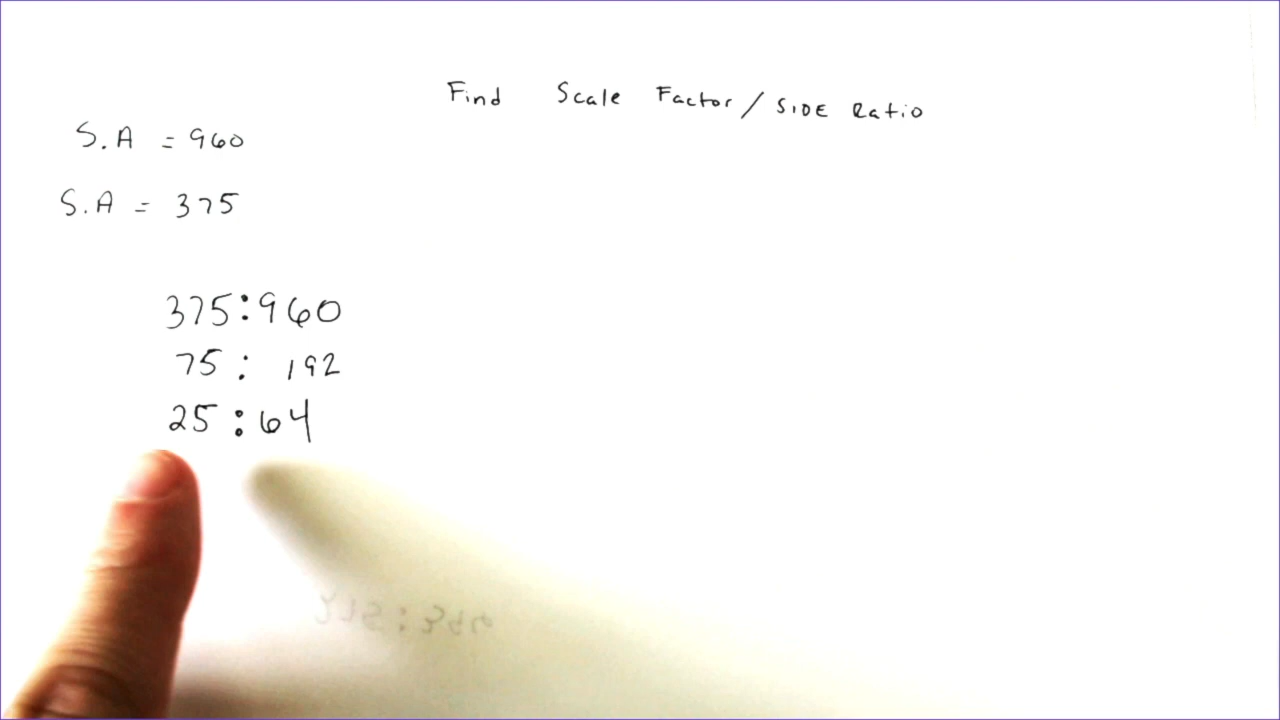 Find Scale Factor / SIDE Ratio
S.A = 960
S.A = 375
375:960
75 : 192
25 : 64